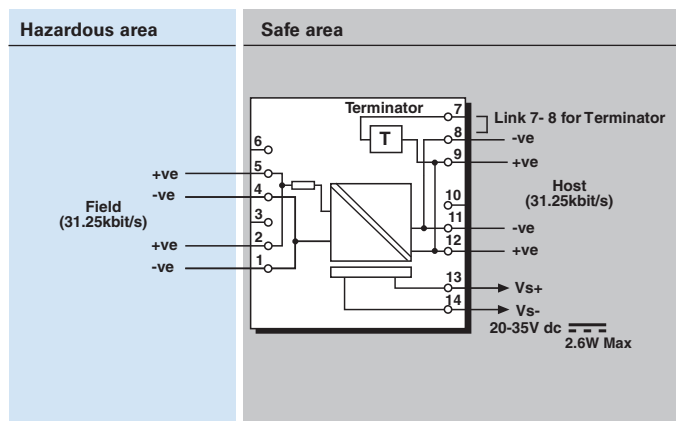 Hazardous area
Safe area
Terminator
7
Link 7- 8 for Terminator
T
8
-ve
6
9
+ve
5
+ve
4
-ve
Field
(31.25kbit/s)
3
2
+ve
1
-ve
10
Host
(31.25kbit/s)
11
-ve
12
+ve
13
Vs+
14
Vs-
20-35V dc
2.6W Max